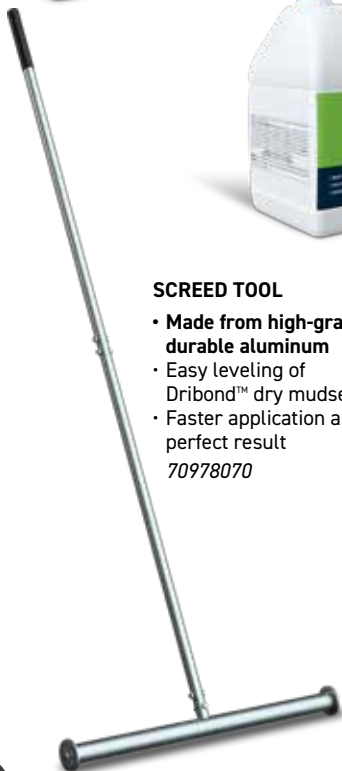 SCREED TOOL
• Made from high-gra
durable aluminum
• Easy leveling of
Dribond™ dry mudse
• Faster application a
perfect result
70978070